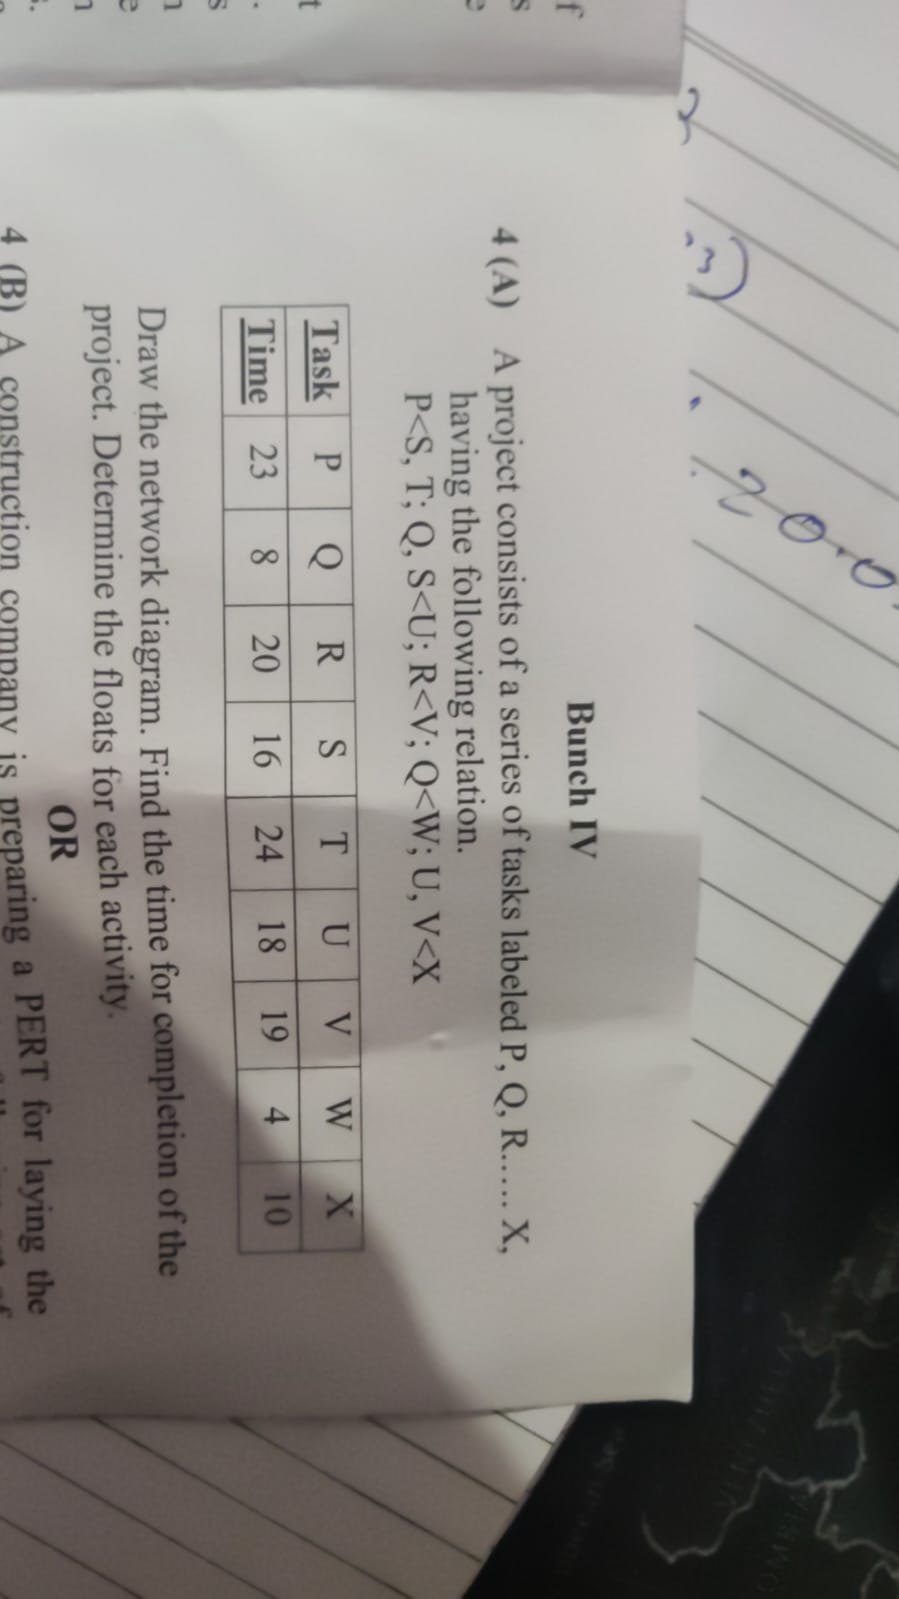 Bunch IV
4 (A) A project consists of a series of tasks labeled P, Q, R..... X,
having the following relation.
P<S, T; Q, S<U; R<V; Q<W; U, V<X
Task P Q R S T U V W X
Time 23 8 20 16 24 18 19 4 10
Draw the network diagram. Find the time for completion of the
project. Determine the floats for each activity.
OR
4 (B) A construction company is preparing a PERT for laying the
20.0